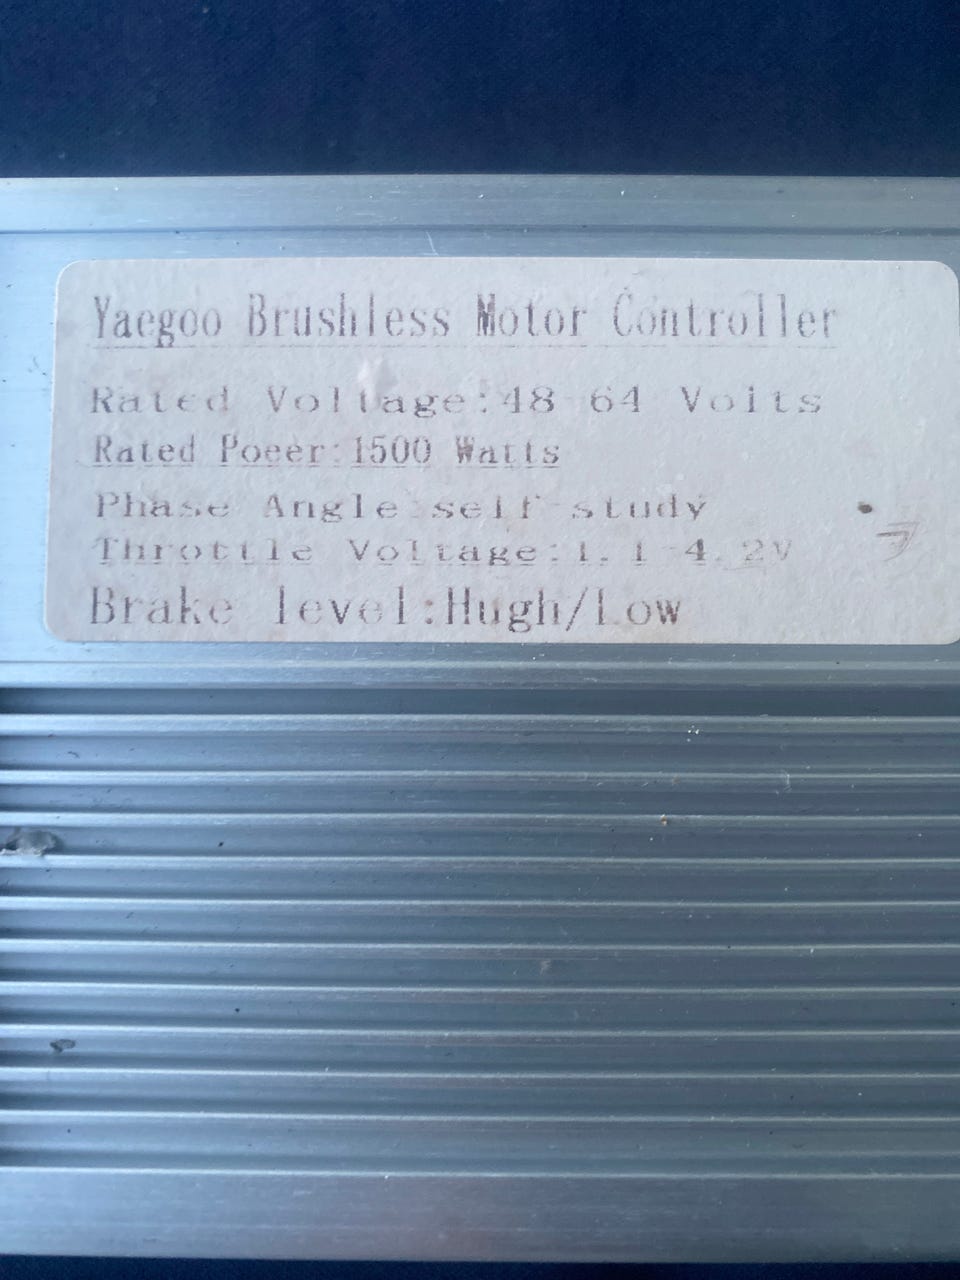 Yaegoo Brushless Motor Controller
Rated Voltage:48-64 Volts
Rated Poeer:1500 Watts
Phase Angle:self-study
Throttle Voltage:1.1-4.2V
Brake level:Hugh/Low